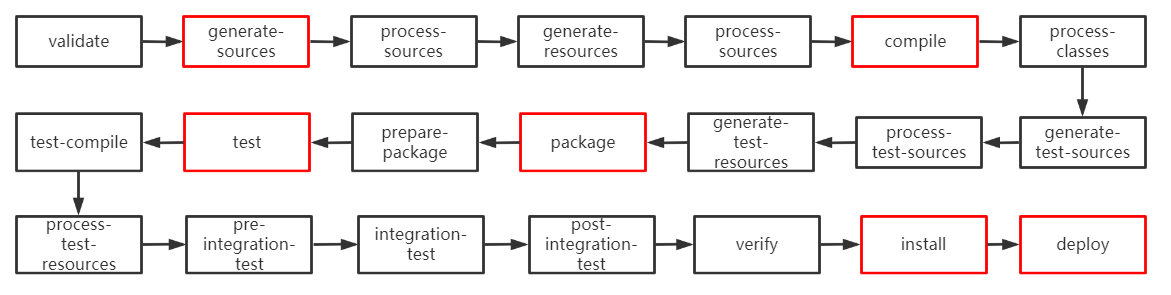 validate
generate-
sources
process-
sources
generate-
resources
process-
sources
compile
process-
classes
generate-
test-sources
process-
test-sources
generate-
test-
resources
package
prepare-
package
test
test-compile
process-
test-
resources
pre-
integration-
test
integration-
test
post-
integration-
test
verify
install
deploy